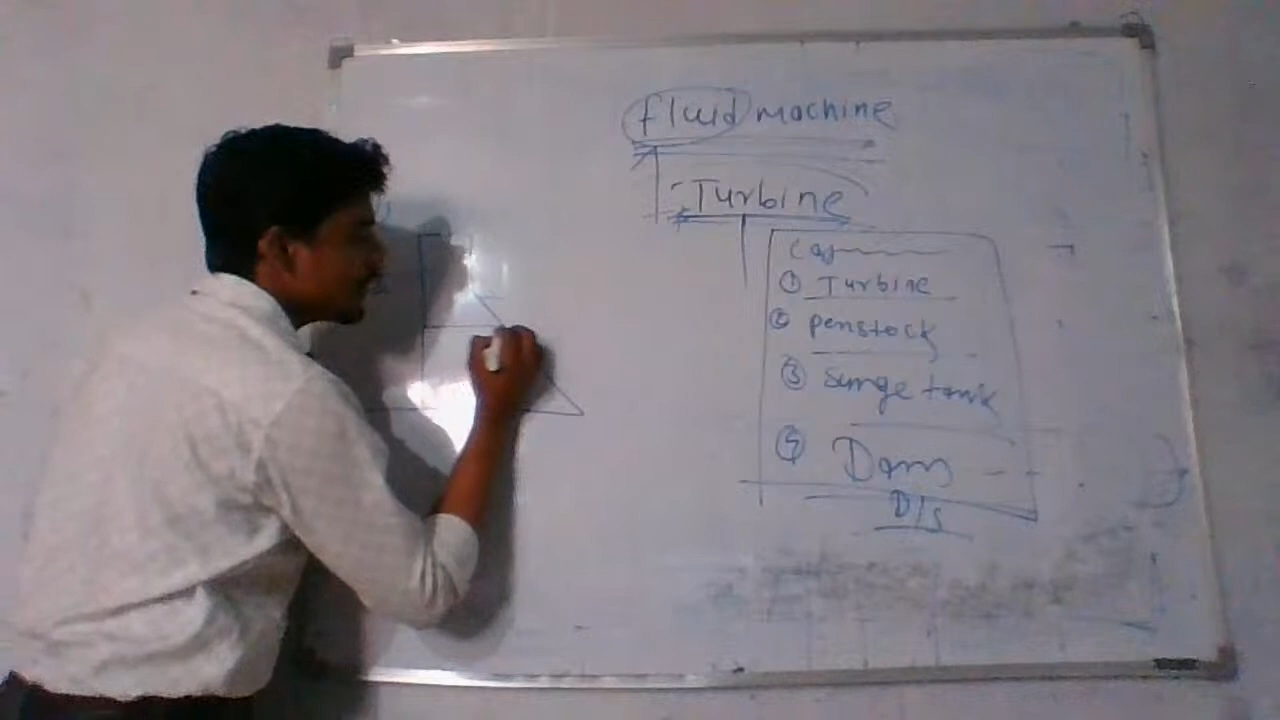 fluid machine
Turbine
① Turbine
② penstock
③ Surge tank
④ Dam
D/S